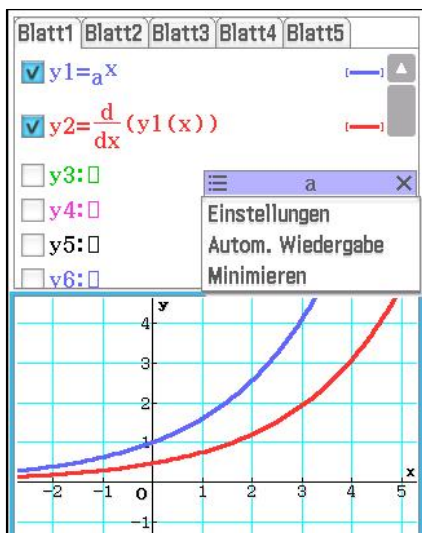 Blatt1 Blatt2 Blatt3 Blatt4 Blatt5
y1=a^x
y2=d/dx(y1(x))
y3:□
y4:□
y5:□
y6:□
a
Einstellungen
Autom. Wiedergabe
Minimieren
y
4
3
2
1
-2 -1 0 1 2 3 4 5 x
-1